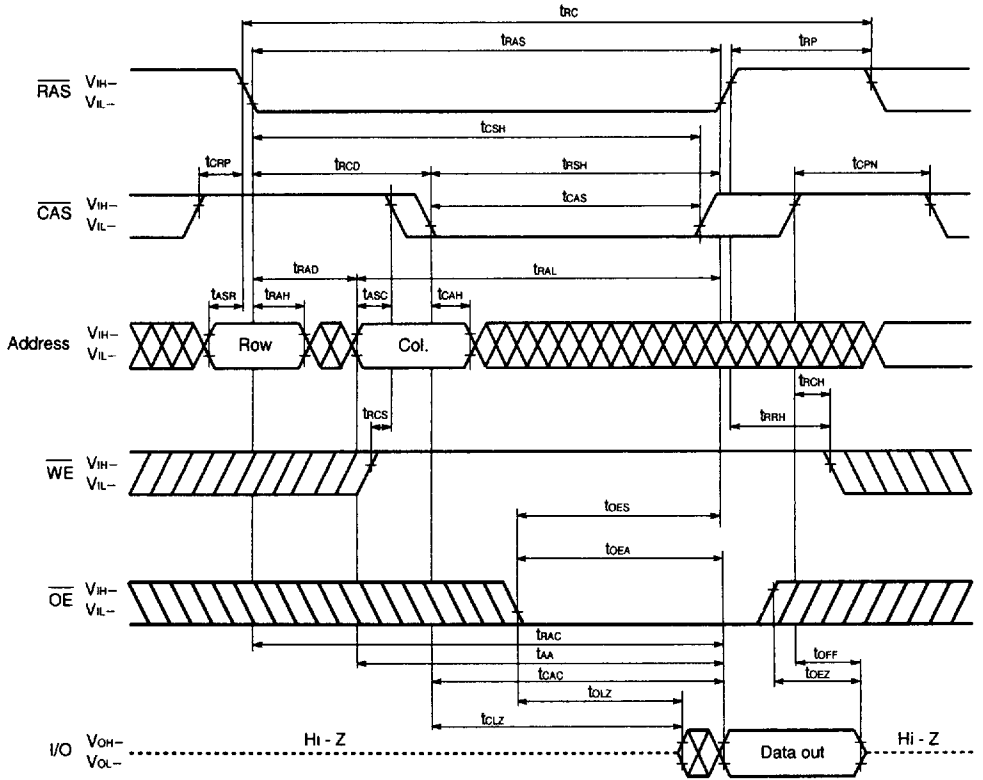 tRC
tRAS
tRP
RAS
VIH–
VIL–
tCSH
tCRP
tRCD
tRSH
tCPN
CAS
VIH–
VIL–
tCAS
tRAD
tRAL
tASR
tRAH
tASC
tCAH
Address
VIH–
VIL–
Row
Col.
tRCH
tRCS
tRRH
WE
VIH–
VIL–
tOES
tOEA
OE
VIH–
VIL–
tRAC
tAA
tOFF
tCAC
tOEZ
tOLZ
tCLZ
I/O
VOH–
VOL–
Hi - Z
Data out
Hi - Z